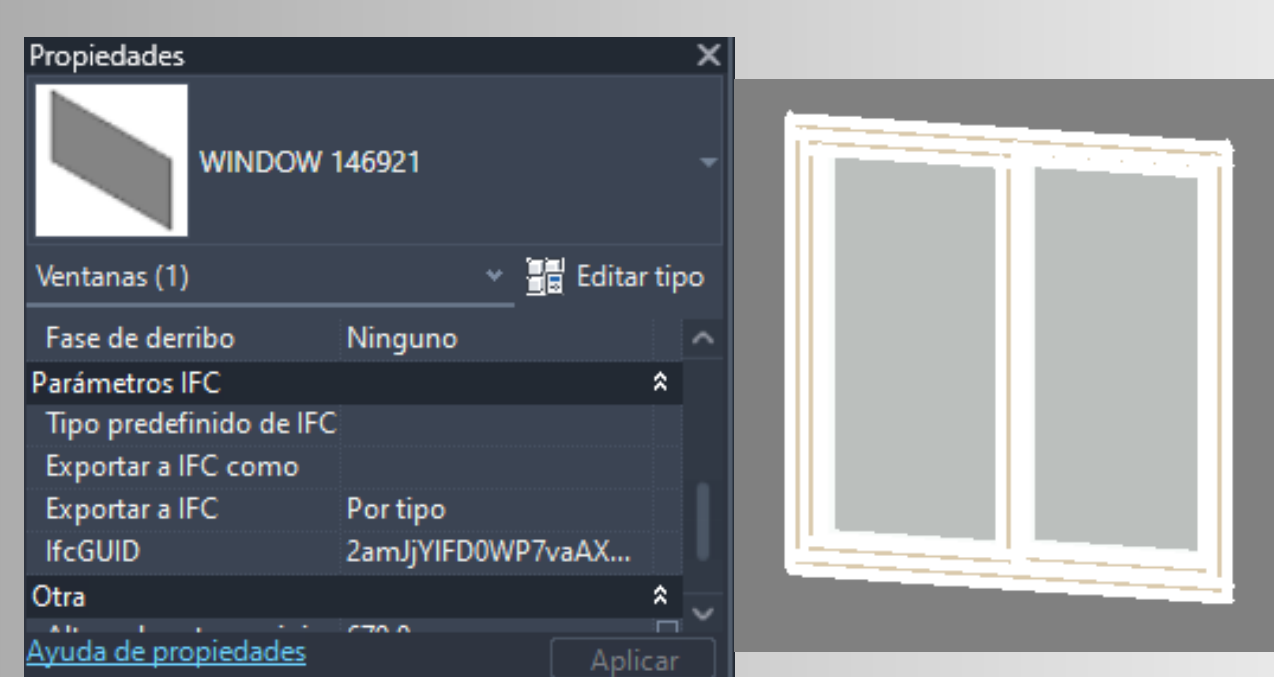 Propiedades
WINDOW 146921
Ventanas (1)
Editar tipo
Fase de derribo Ninguno
Parámetros IFC
Tipo predefinido de IFC
Exportar a IFC como
Exportar a IFC Por tipo
IfcGUID 2amJjYIFD0WP7vaAX...
Otra
Ayuda de propiedades
Aplicar